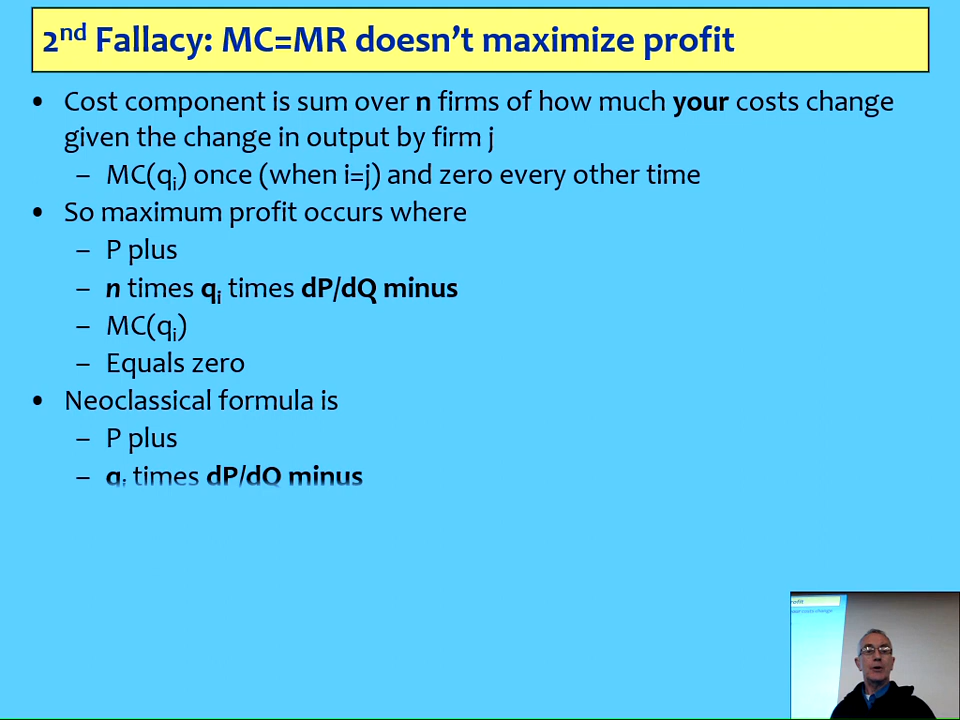 2nd Fallacy: MC=MR doesn't maximize profit
• Cost component is sum over n firms of how much your costs change
given the change in output by firm j
– MC(qi) once (when i=j) and zero every other time
• So maximum profit occurs where
– P plus
– n times qi times dP/dQ minus
– MC(qi)
– Equals zero
• Neoclassical formula is
– P plus
– qi times dP/dQ minus
rofit